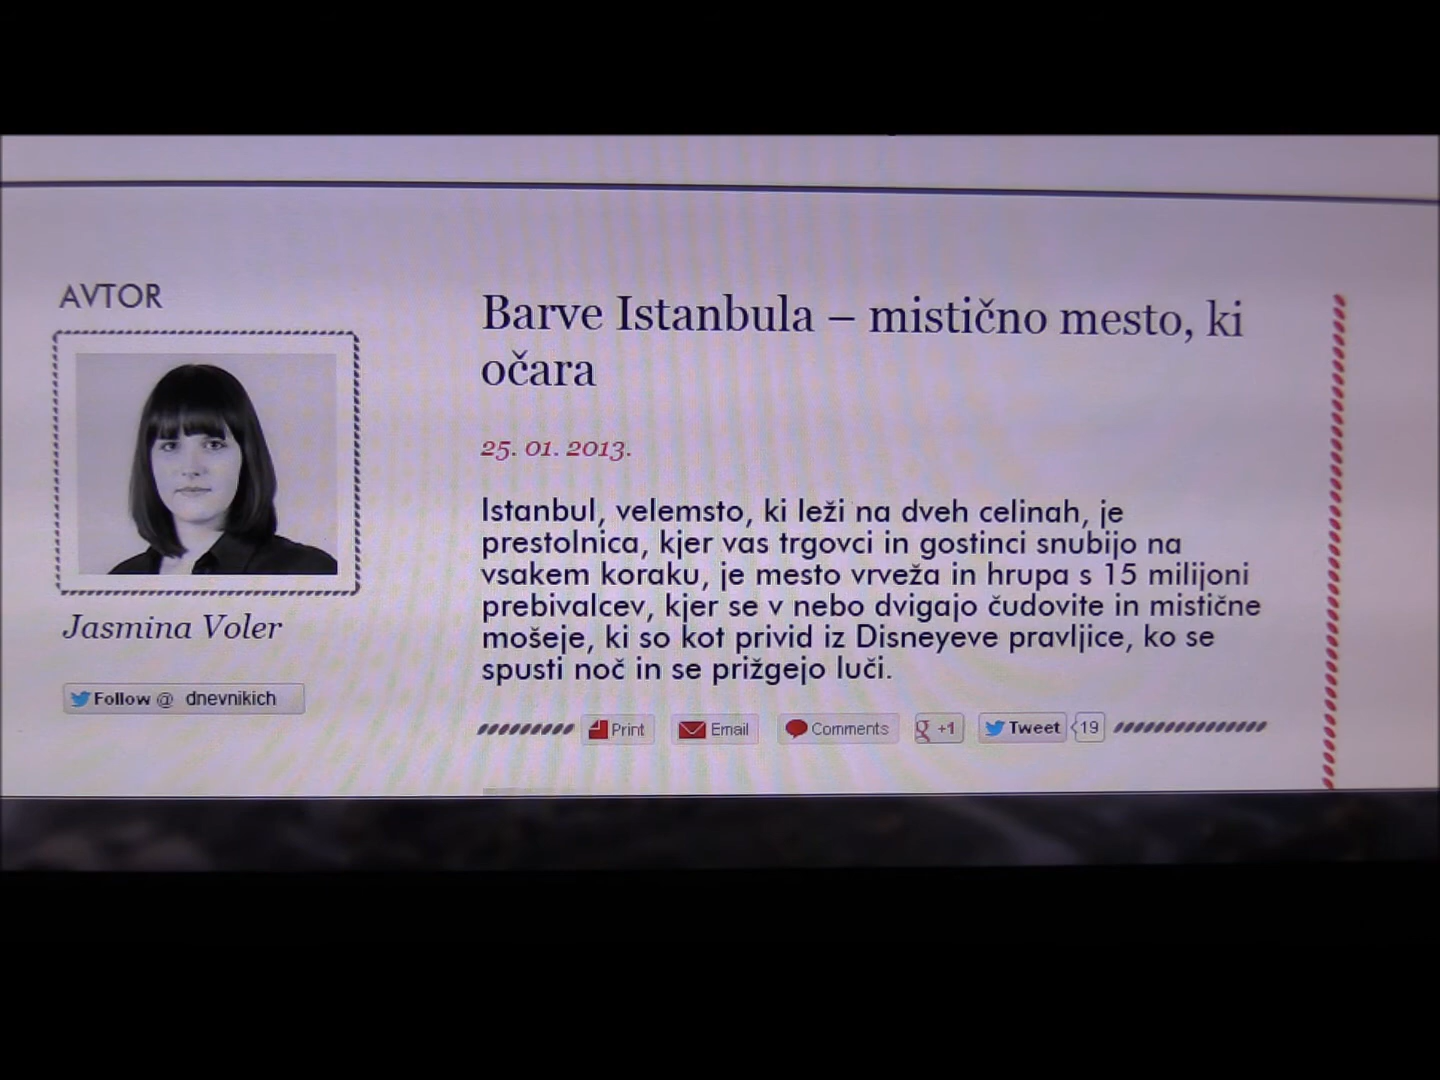 AVTOR
Jasmina Voler
Follow @ dnevnikich
Barve Istanbula – mistično mesto, ki
očara
25. 01. 2013.
Istanbul, velemsto, ki leži na dveh celinah, je
prestolnica, kjer vas trgovci in gostinci snubijo na
vsakem koraku, je mesto vrveža in hrupa s 15 milijoni
prebivalcev, kjer se v nebo dvigajo čudovite in mistične
mošeje, ki so kot privid iz Disneyeve pravljice, ko se
spusti noč in se prižgejo luči.
Print Email Comments g +1 Tweet 19